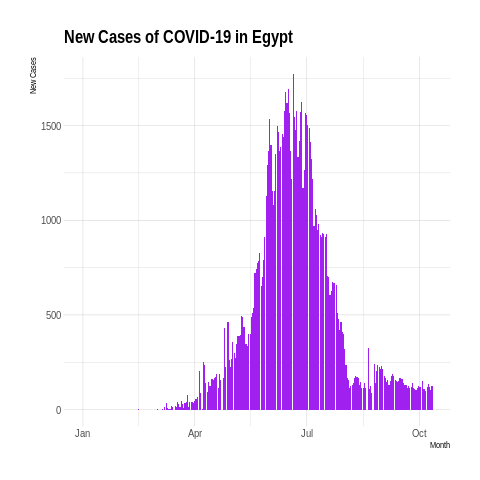 New Cases of COVID-19 in Egypt
New Cases
1500
1000
500
0
Jan Apr Jul Oct
Month